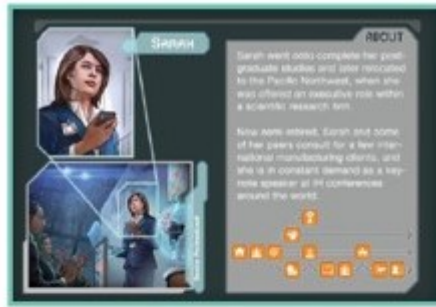 SARAH
ABOUT
Sarah went onto complete her post-
graduate studies and later relocated
to the Pacific Northwest, when she
was offered an executive role within
a scientific research firm.
Now semi-retired, Sarah and some
of her peers consult for a few inter-
national manufacturing clients, and
she is in constant demand as a key-
note speaker at IH conferences
around the world.